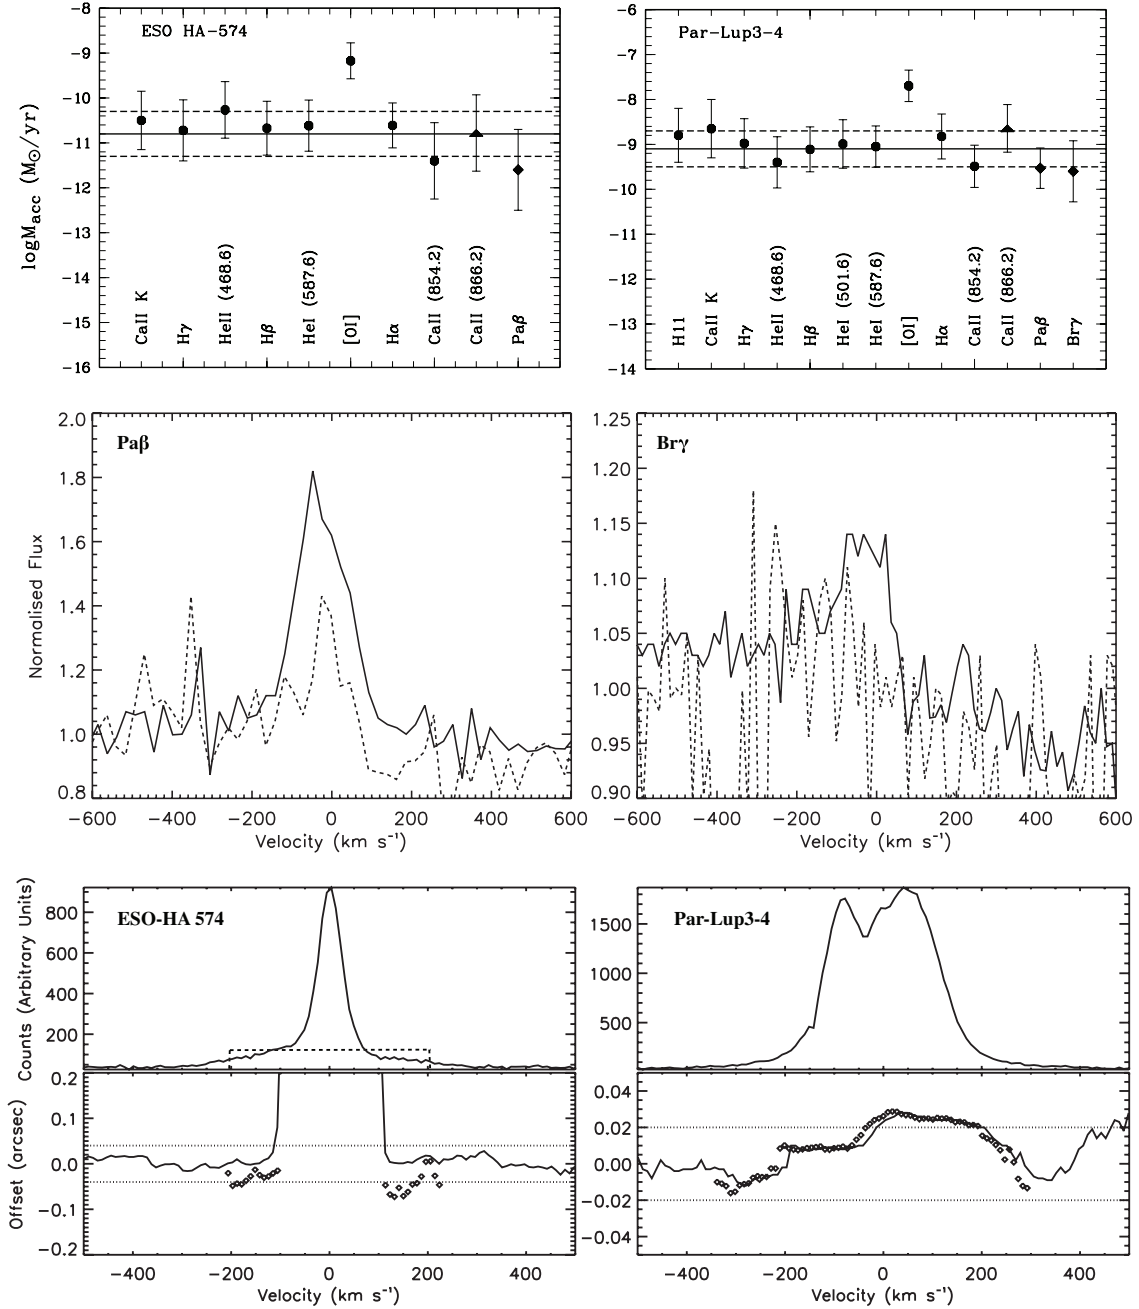 ESO HA-574
logMacc (M⊙/yr)
-8
-9
-10
-11
-12
-13
-14
-15
-16
CaII K
Hγ
HeII (468.6)
Hβ
HeI (587.6)
[OI]
Hα
CaII (854.2)
CaII (866.2)
Paβ
Par-Lup3-4
-6
-7
-8
-9
-10
-11
-12
-13
-14
H11
CaII K
Hγ
HeII (468.6)
Hβ
HeI (501.6)
HeI (587.6)
[OI]
Hα
CaII (854.2)
CaII (866.2)
Paβ
Brγ
Paβ
Normalised Flux
2.0
1.8
1.6
1.4
1.2
1.0
0.8
-600 -400 -200 0 200 400 600
Velocity (km s⁻¹)
Brγ
1.25
1.20
1.15
1.10
1.05
1.00
0.95
0.90
-600 -400 -200 0 200 400 600
Velocity (km s⁻¹)
ESO-HA 574
Counts (Arbitrary Units)
800
600
400
200
Offset (arcsec)
0.2
0.1
0.0
-0.1
-0.2
-400 -200 0 200 400
Velocity (km s⁻¹)
Par-Lup3-4
1500
1000
500
0.04
0.02
0.00
-0.02
-0.04
-400 -200 0 200 400
Velocity (km s⁻¹)